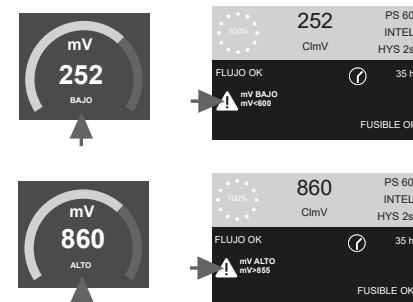 mV
252
BAJO
100%
252
ClmV
PS 60
INTEL
HYS 2s
FLUJO OK
35 h
mV BAJO
mV<600
FUSIBLE OK
mV
860
ALTO
100%
860
ClmV
PS 60
INTEL
HYS 2s
FLUJO OK
35 h
mV ALTO
mV>855
FUSIBLE OK